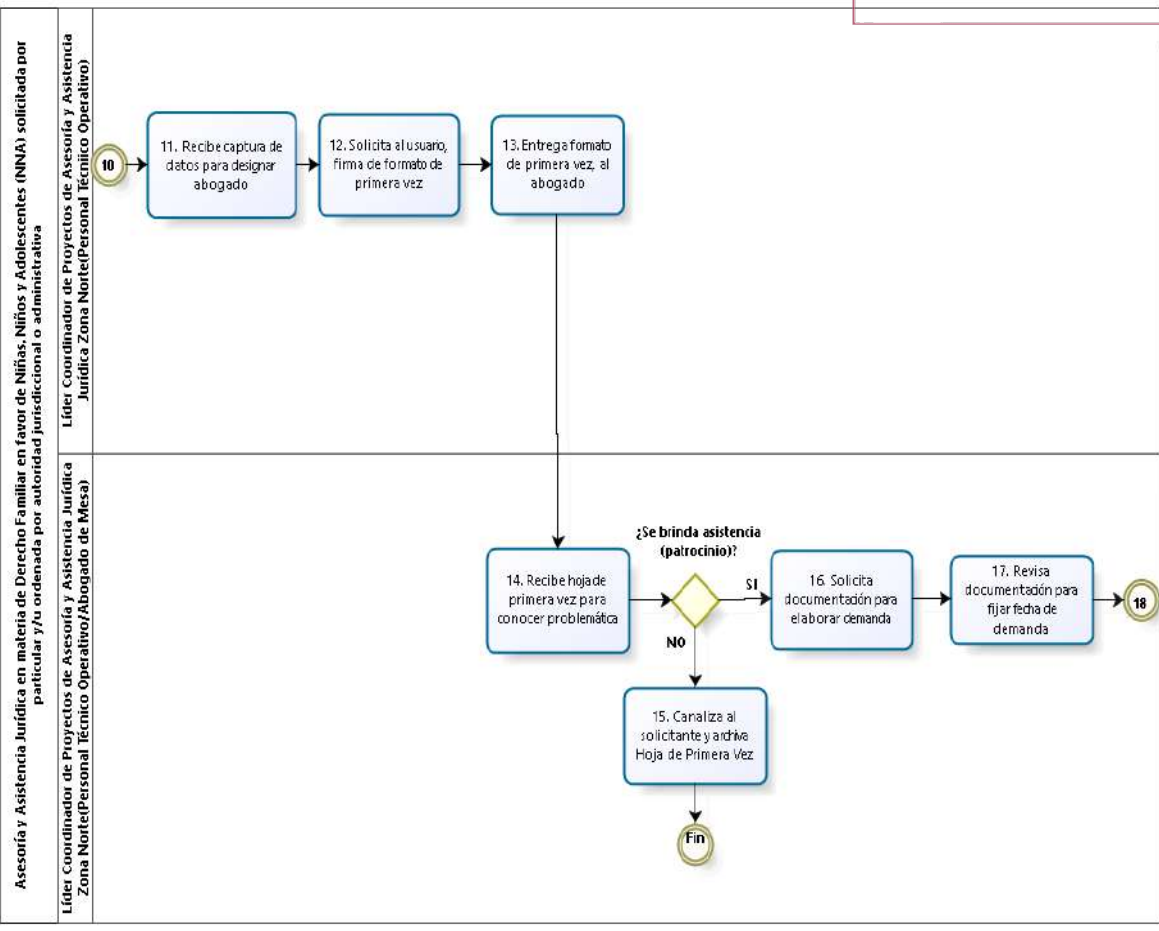 Asesoría y Asistencia Jurídica en materia de Derecho Familiar en favor de Niñas, Niños y Adolescentes (NNA) solicitada por
particular y/u ordenada por autoridad jurisdiccional o administrativa
Líder Coordinador de Proyectos de Asesoría y Asistencia
Jurídica Zona Norte(Personal Técniico Operativo)
10
11. Recibe captura de
datos para designar
abogado
12. Solicita al usuario,
firma de formato de
primera vez
13. Entrega formato
de primera vez, al
abogado
Líder Coordinador de Proyectos de Asesoría y Asistencia Jurídica
Zona Norte(Personal Técnico Operativo/Abogado de Mesa)
14. Recibe hoja de
primera vez para
conocer problemática
¿Se brinda asistencia
(patrocinio)?
SI
NO
16. Solicita
documentación para
elaborar demanda
17. Revisa
documentación para
fijar fecha de
demanda
18
15. Canaliza al
solicitante y archiva
Hoja de Primera Vez
Fin